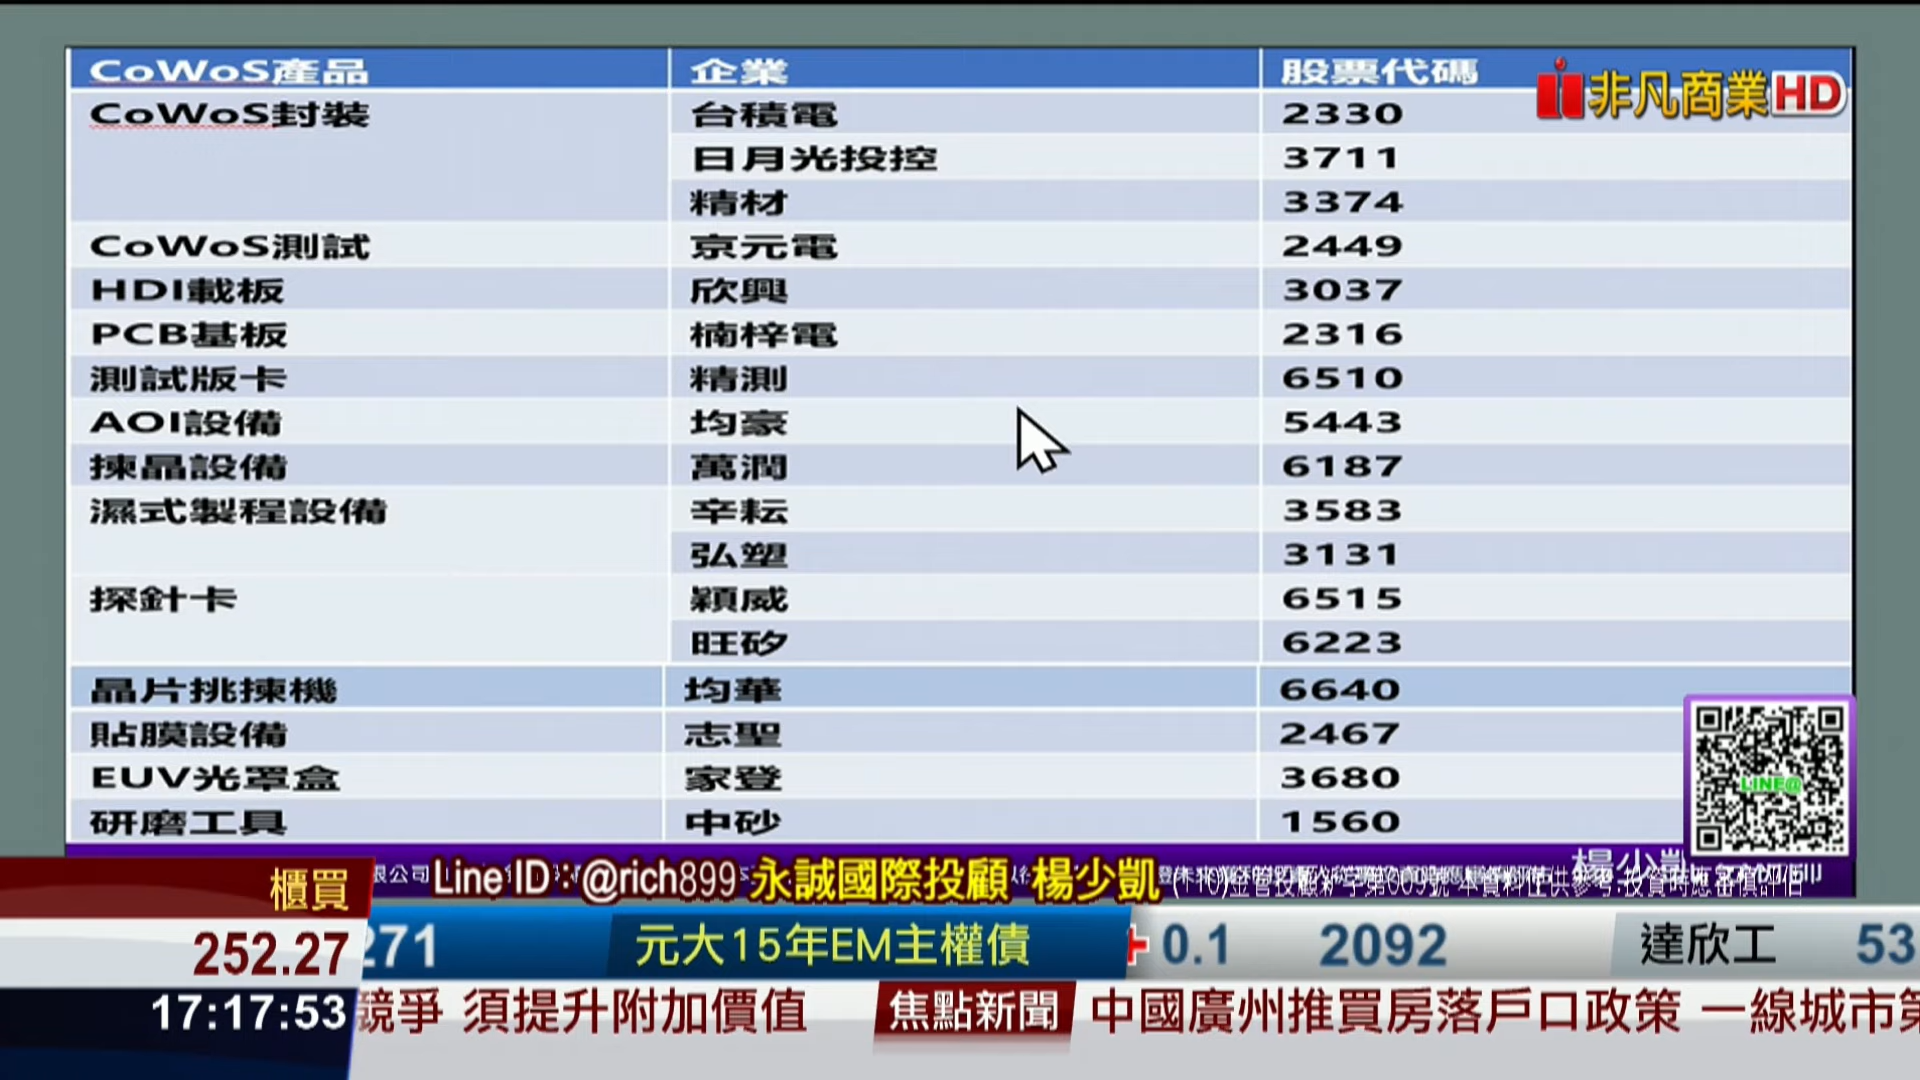 CoWoS產品 企業 股票代碼
非凡商業HD
CoWoS封裝 台積電 2330
日月光投控 3711
精材 3374
CoWoS測試 京元電 2449
HDI載板 欣興 3037
PCB基板 楠梓電 2316
測試版卡 精測 6510
AOI設備 均豪 5443
揀晶設備 萬潤 6187
濕式製程設備 辛耘 3583
弘塑 3131
探針卡 穎崴 6515
旺矽 6223
晶片挑揀機 均華 6640
貼膜設備 志聖 2467
EUV光罩盒 家登 3680
研磨工具 中砂 1560
LINE@
Line ID:@rich899 永誠國際投顧 楊少凱
櫃買
252.27 271 元大15年EM主權債 +0.1 2092 達欣工 53
17:17:53 競爭 須提升附加價值 焦點新聞 中國廣州推買房落戶口政策 一線城市第